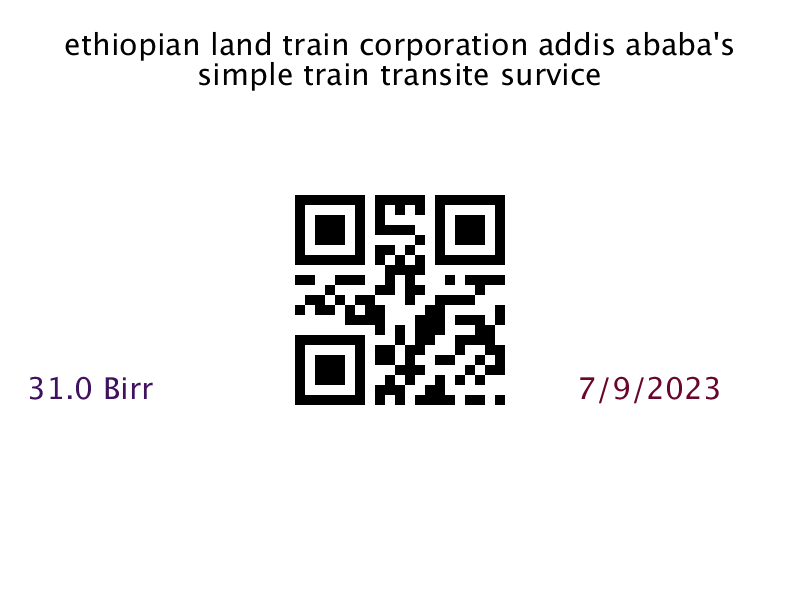 ethiopian land train corporation addis ababa's
simple train transite survice
31.0 Birr
7/9/2023